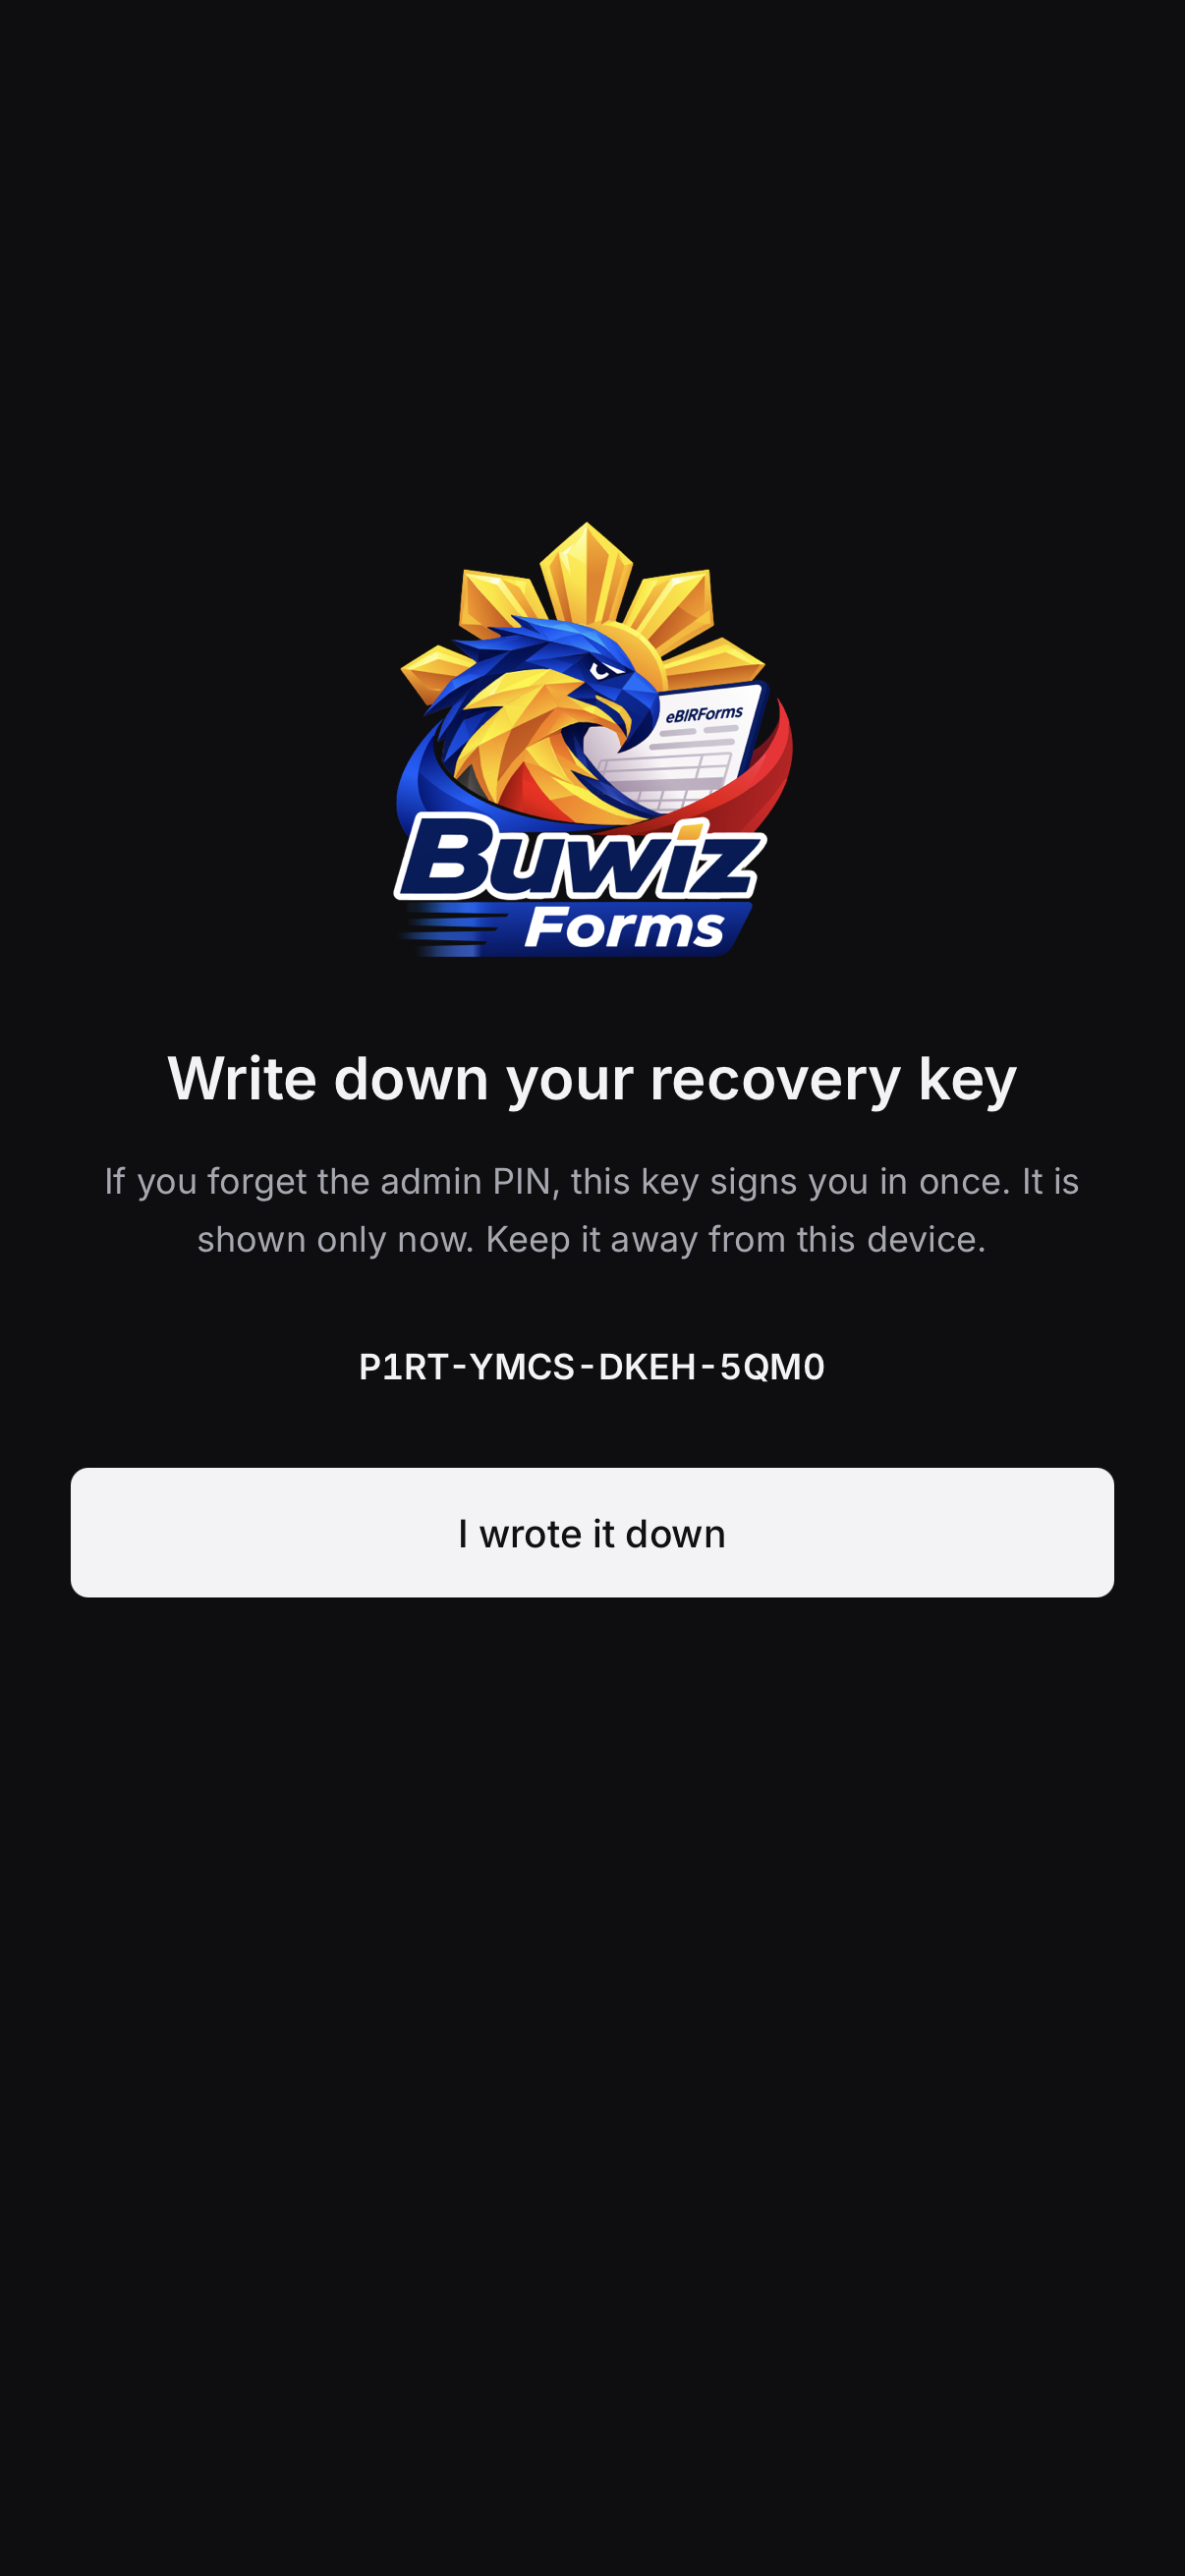 eBIRForms
Buwiz
Forms
Write down your recovery key
If you forget the admin PIN, this key signs you in once. It is
shown only now. Keep it away from this device.
P1RT-YMCS-DKEH-5QM0
I wrote it down